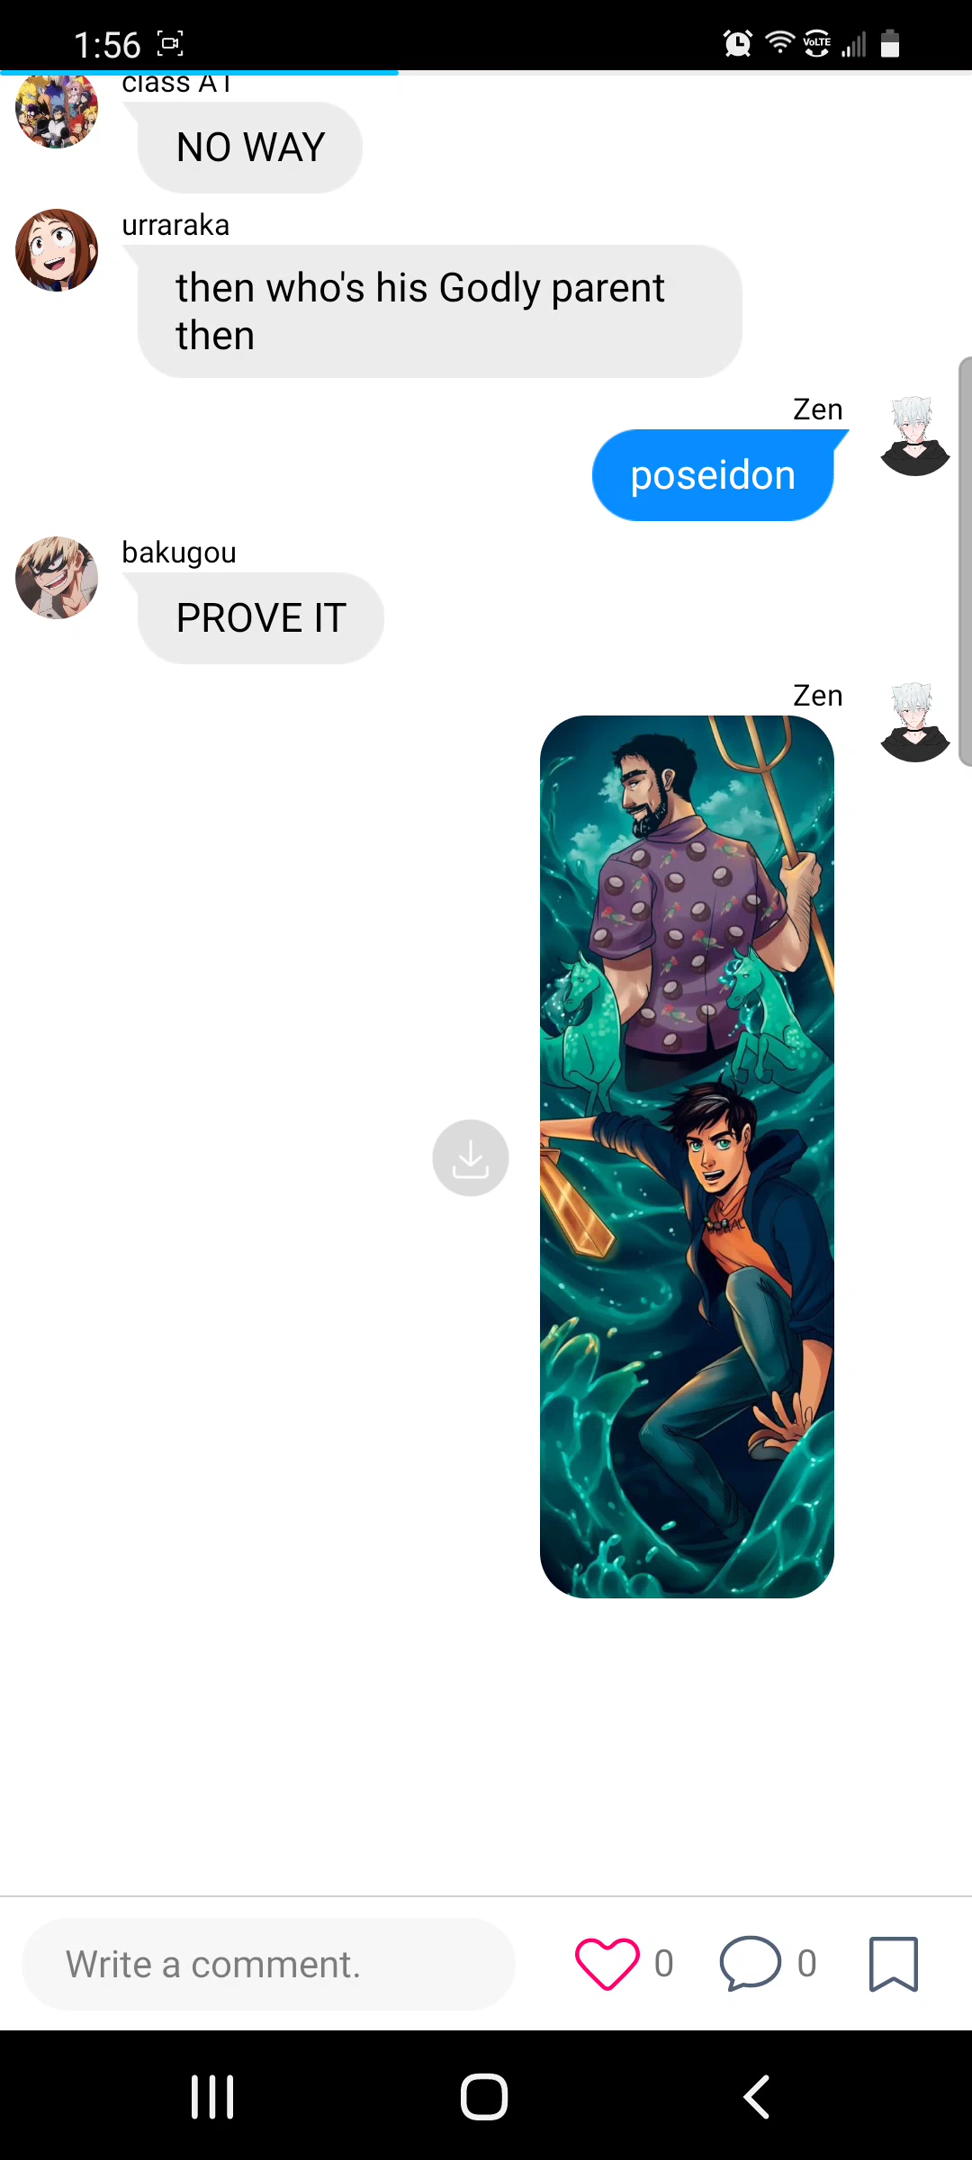 1:56
VoLTE
class A1
NO WAY
urraraka
then who's his Godly parent
then
Zen
poseidon
bakugou
PROVE IT
Zen
Write a comment.
0
0